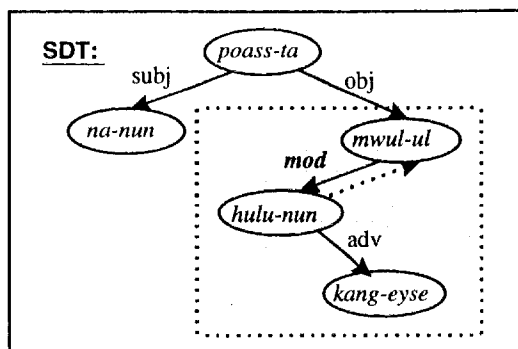 SDT: poass-ta
subj obj
na-nun mwul-ul
mod
hulu-nun
adv
kang-eyse